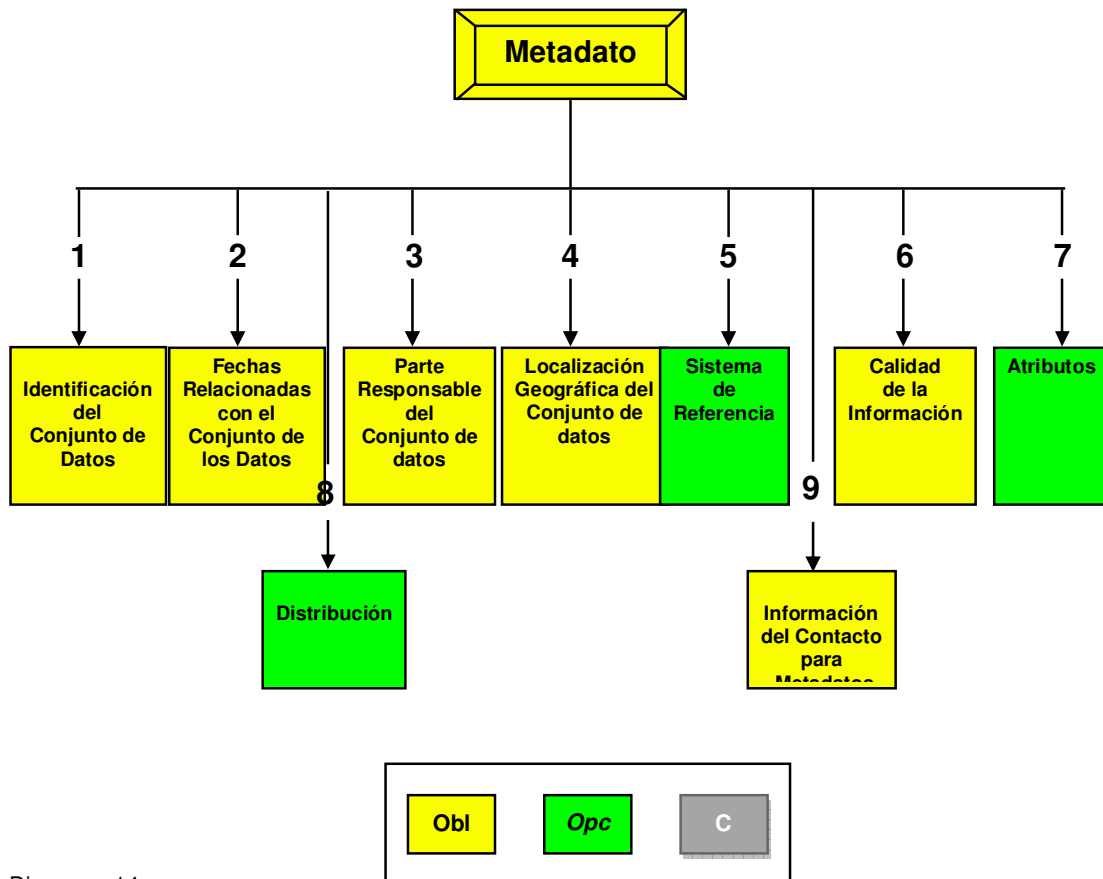 Metadato
1
2
3
4
5
6
7
Identificación
del
Conjunto de
Datos
Fechas
Relacionadas
con el
Conjunto de
los Datos
Parte
Responsable
del
Conjunto de
datos
Localización
Geográfica del
Conjunto de
datos
Sistema
de
Referencia
Calidad
de la
Información
Atributos
8
9
Distribución
Información
del Contacto
para
Metadatos
Obl
Opc
C